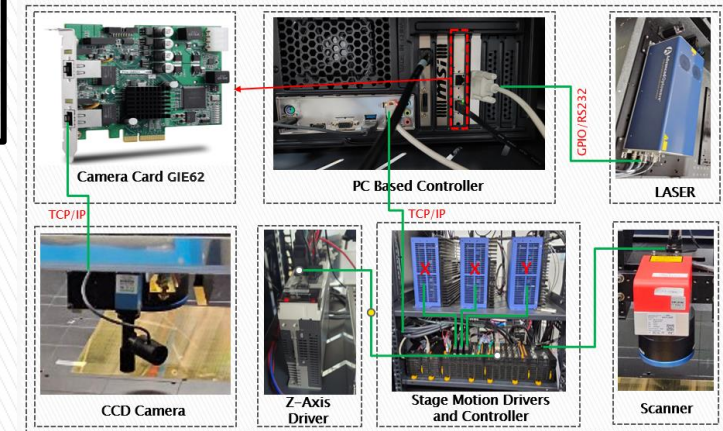 Camera Card GIE62
PC Based Controller
GPIO/RS232
LASER
TCP/IP
TCP/IP
X
X
Y
CCD Camera
Z-Axis
Driver
Stage Motion Drivers
and Controller
Scanner